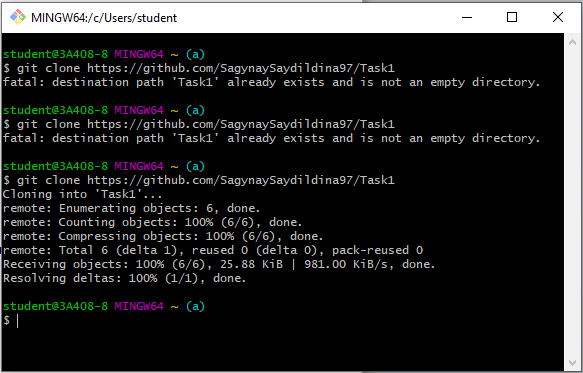 MINGW64:/c/Users/student
student@3A408-8 MINGW64 ~ (a)
$ git clone https://github.com/SagynaySaydildina97/Task1
fatal: destination path 'Task1' already exists and is not an empty directory.
student@3A408-8 MINGW64 ~ (a)
$ git clone https://github.com/SagynaySaydildina97/Task1
fatal: destination path 'Task1' already exists and is not an empty directory.
student@3A408-8 MINGW64 ~ (a)
$ git clone https://github.com/SagynaySaydildina97/Task1
Cloning into 'Task1'...
remote: Enumerating objects: 6, done.
remote: Counting objects: 100% (6/6), done.
remote: Compressing objects: 100% (6/6), done.
remote: Total 6 (delta 1), reused 0 (delta 0), pack-reused 0
Receiving objects: 100% (6/6), 25.88 KiB | 981.00 KiB/s, done.
Resolving deltas: 100% (1/1), done.
student@3A408-8 MINGW64 ~ (a)
$